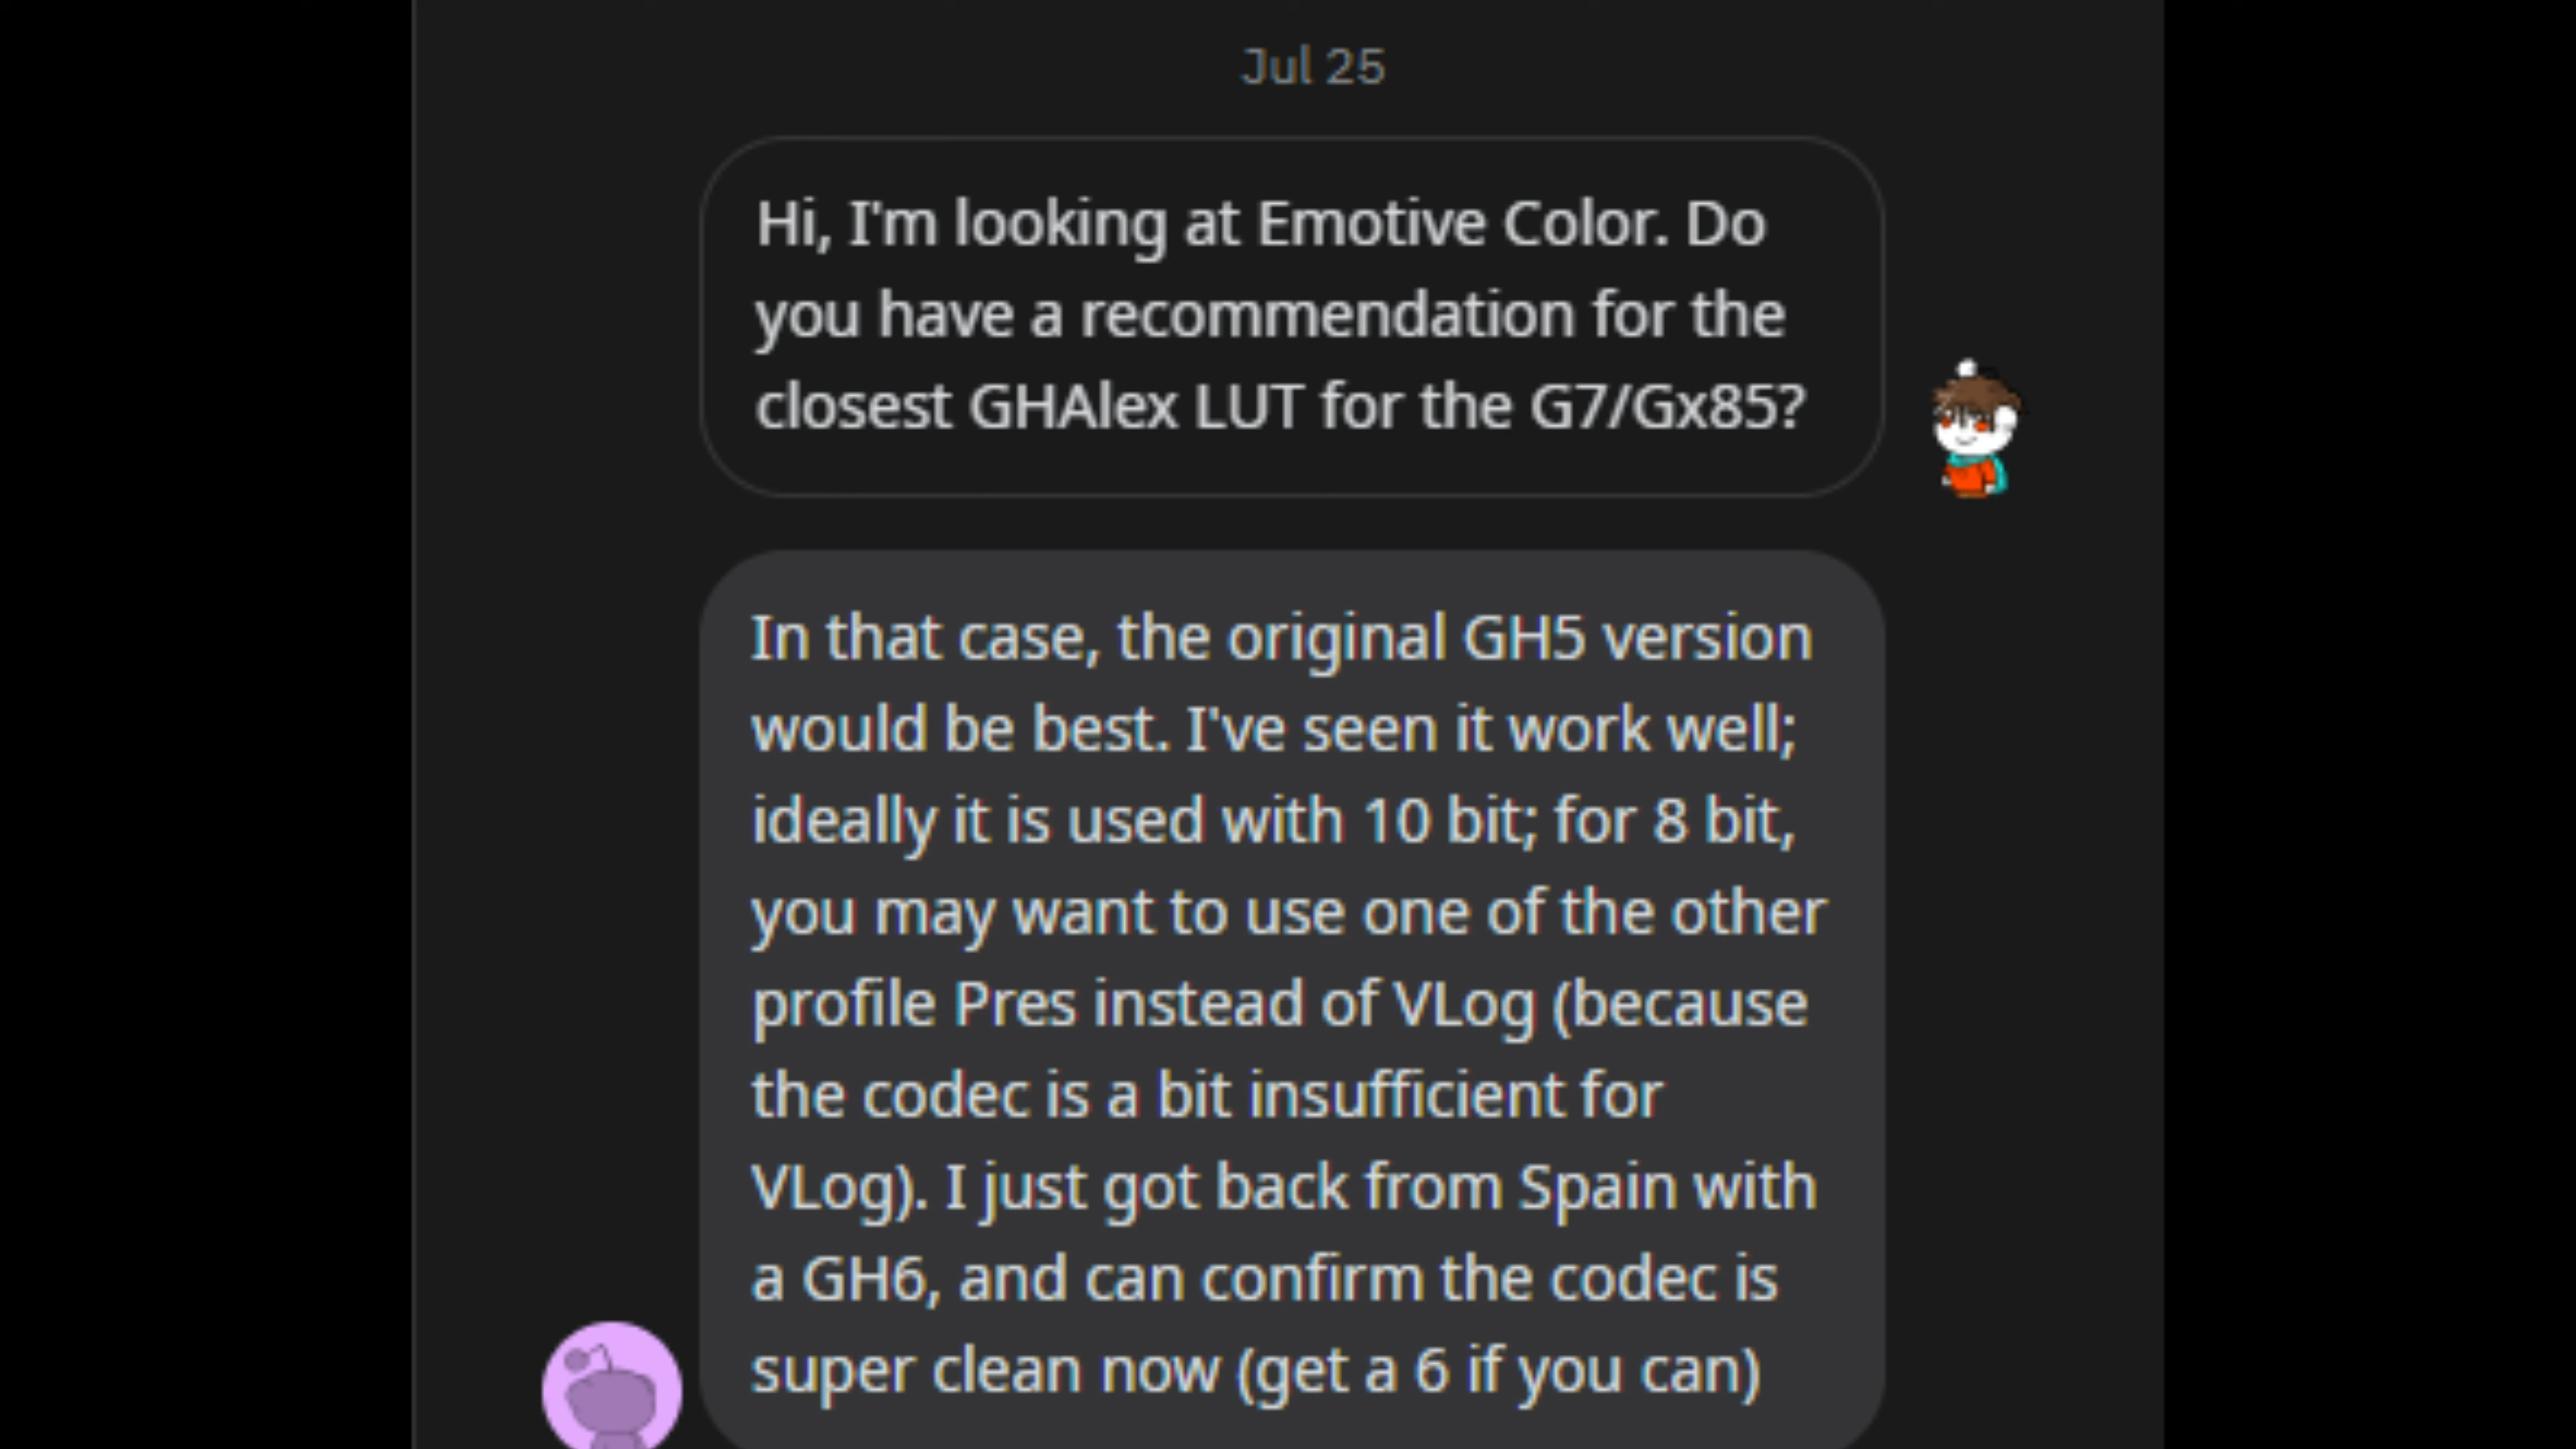 Jul 25
Hi, I'm looking at Emotive Color. Do
you have a recommendation for the
closest GHAlex LUT for the G7/Gx85?
In that case, the original GH5 version
would be best. I've seen it work well;
ideally it is used with 10 bit; for 8 bit,
you may want to use one of the other
profile Pres instead of VLog (because
the codec is a bit insufficient for
VLog). I just got back from Spain with
a GH6, and can confirm the codec is
super clean now (get a 6 if you can)